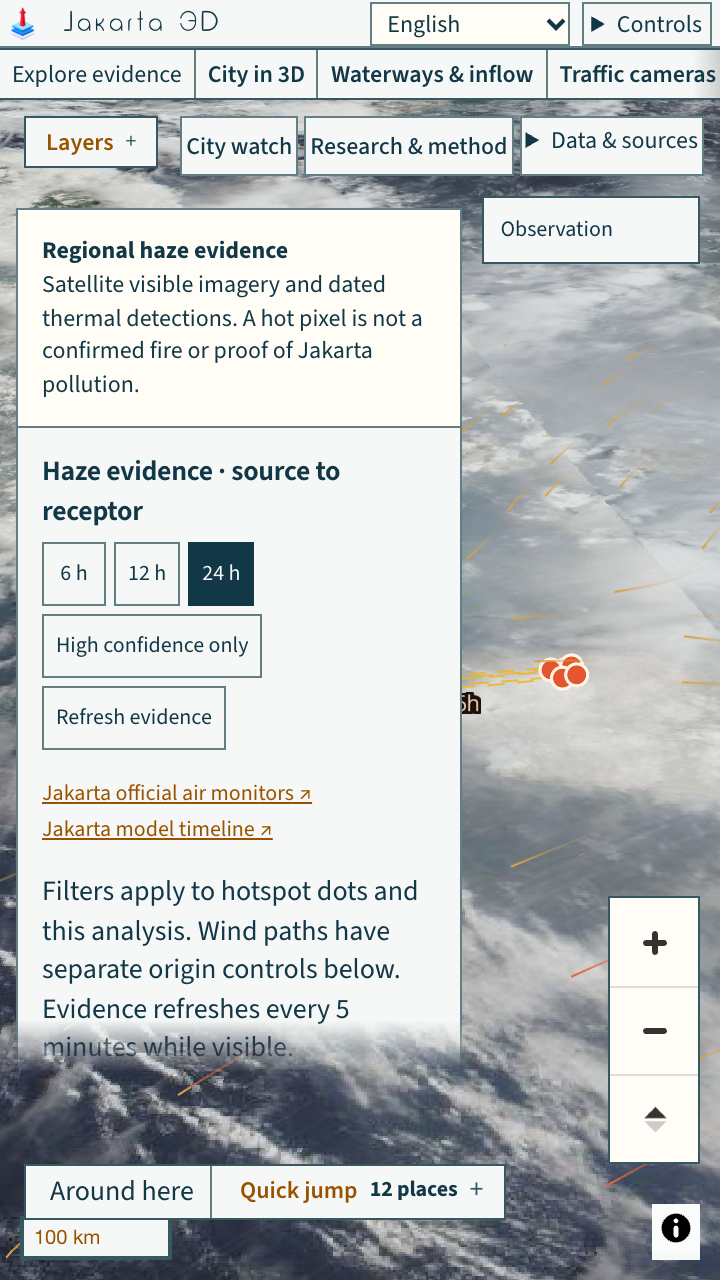 Jakarta 3D
English
Controls
Explore evidence
City in 3D
Waterways & inflow
Traffic cameras
Layers +
City watch
Research & method
Data & sources
Observation
Regional haze evidence
Satellite visible imagery and dated
thermal detections. A hot pixel is not a
confirmed fire or proof of Jakarta
pollution.
Haze evidence · source to
receptor
6 h
12 h
24 h
High confidence only
Refresh evidence
Jakarta official air monitors ↗
Jakarta model timeline ↗
Filters apply to hotspot dots and
this analysis. Wind paths have
separate origin controls below.
Evidence refreshes every 5
minutes while visible.
Around here
Quick jump 12 places +
100 km